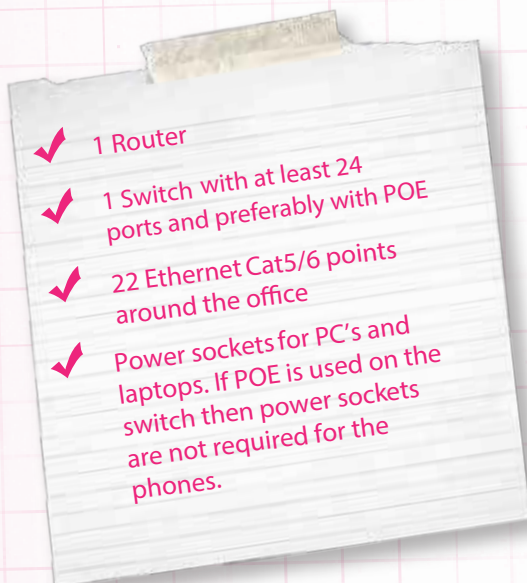 1 Router
1 Switch with at least 24
ports and preferably with POE
22 Ethernet Cat5/6 points
around the office
Power sockets for PC's and
laptops. If POE is used on the
switch then power sockets
are not required for the
phones.